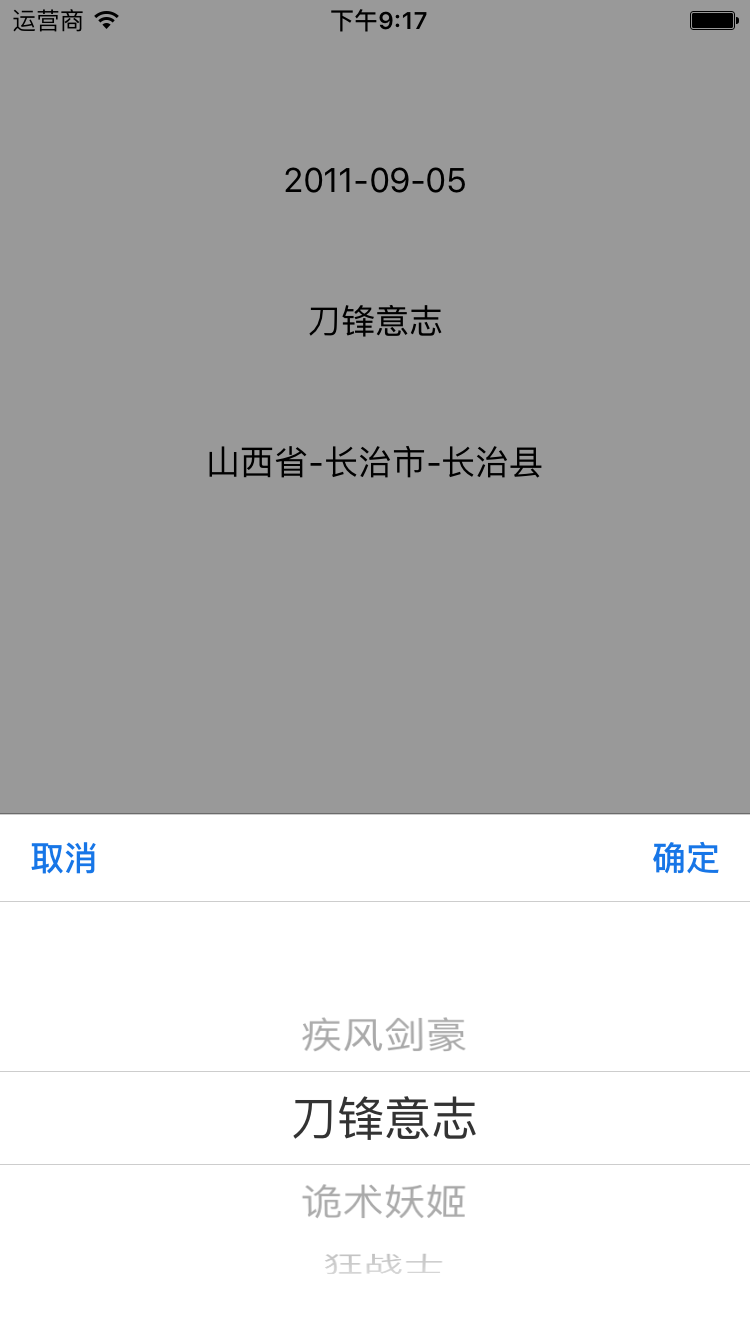 运营商 下午9:17
2011-09-05
刀锋意志
山西省-长治市-长治县
取消 确定
疾风剑豪
刀锋意志
诡术妖姬
狂战士